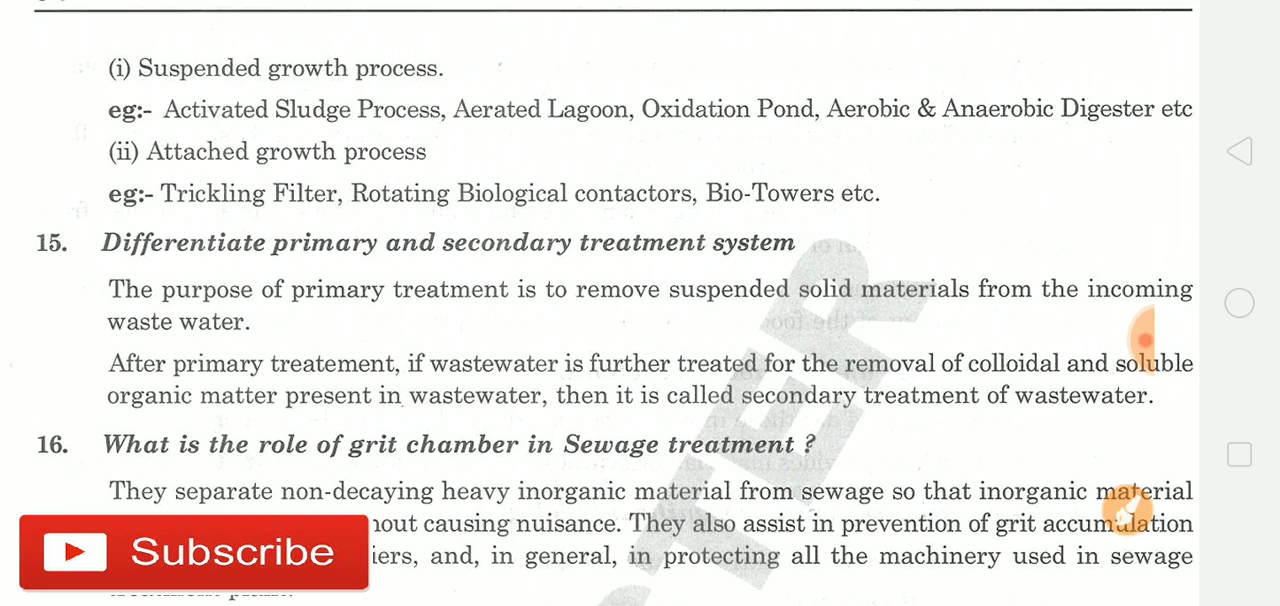 (i) Suspended growth process.
eg:- Activated Sludge Process, Aerated Lagoon, Oxidation Pond, Aerobic & Anaerobic Digester etc
(ii) Attached growth process
eg:- Trickling Filter, Rotating Biological contactors, Bio-Towers etc.
15. Differentiate primary and secondary treatment system
The purpose of primary treatment is to remove suspended solid materials from the incoming
waste water.
After primary treatement, if wastewater is further treated for the removal of colloidal and soluble
organic matter present in wastewater, then it is called secondary treatment of wastewater.
16. What is the role of grit chamber in Sewage treatment ?
They separate non-decaying heavy inorganic material from sewage so that inorganic material
causing nuisance. They also assist in prevention of grit accumulation
and, in general, in protecting all the machinery used in sewage
Subscribe
TER